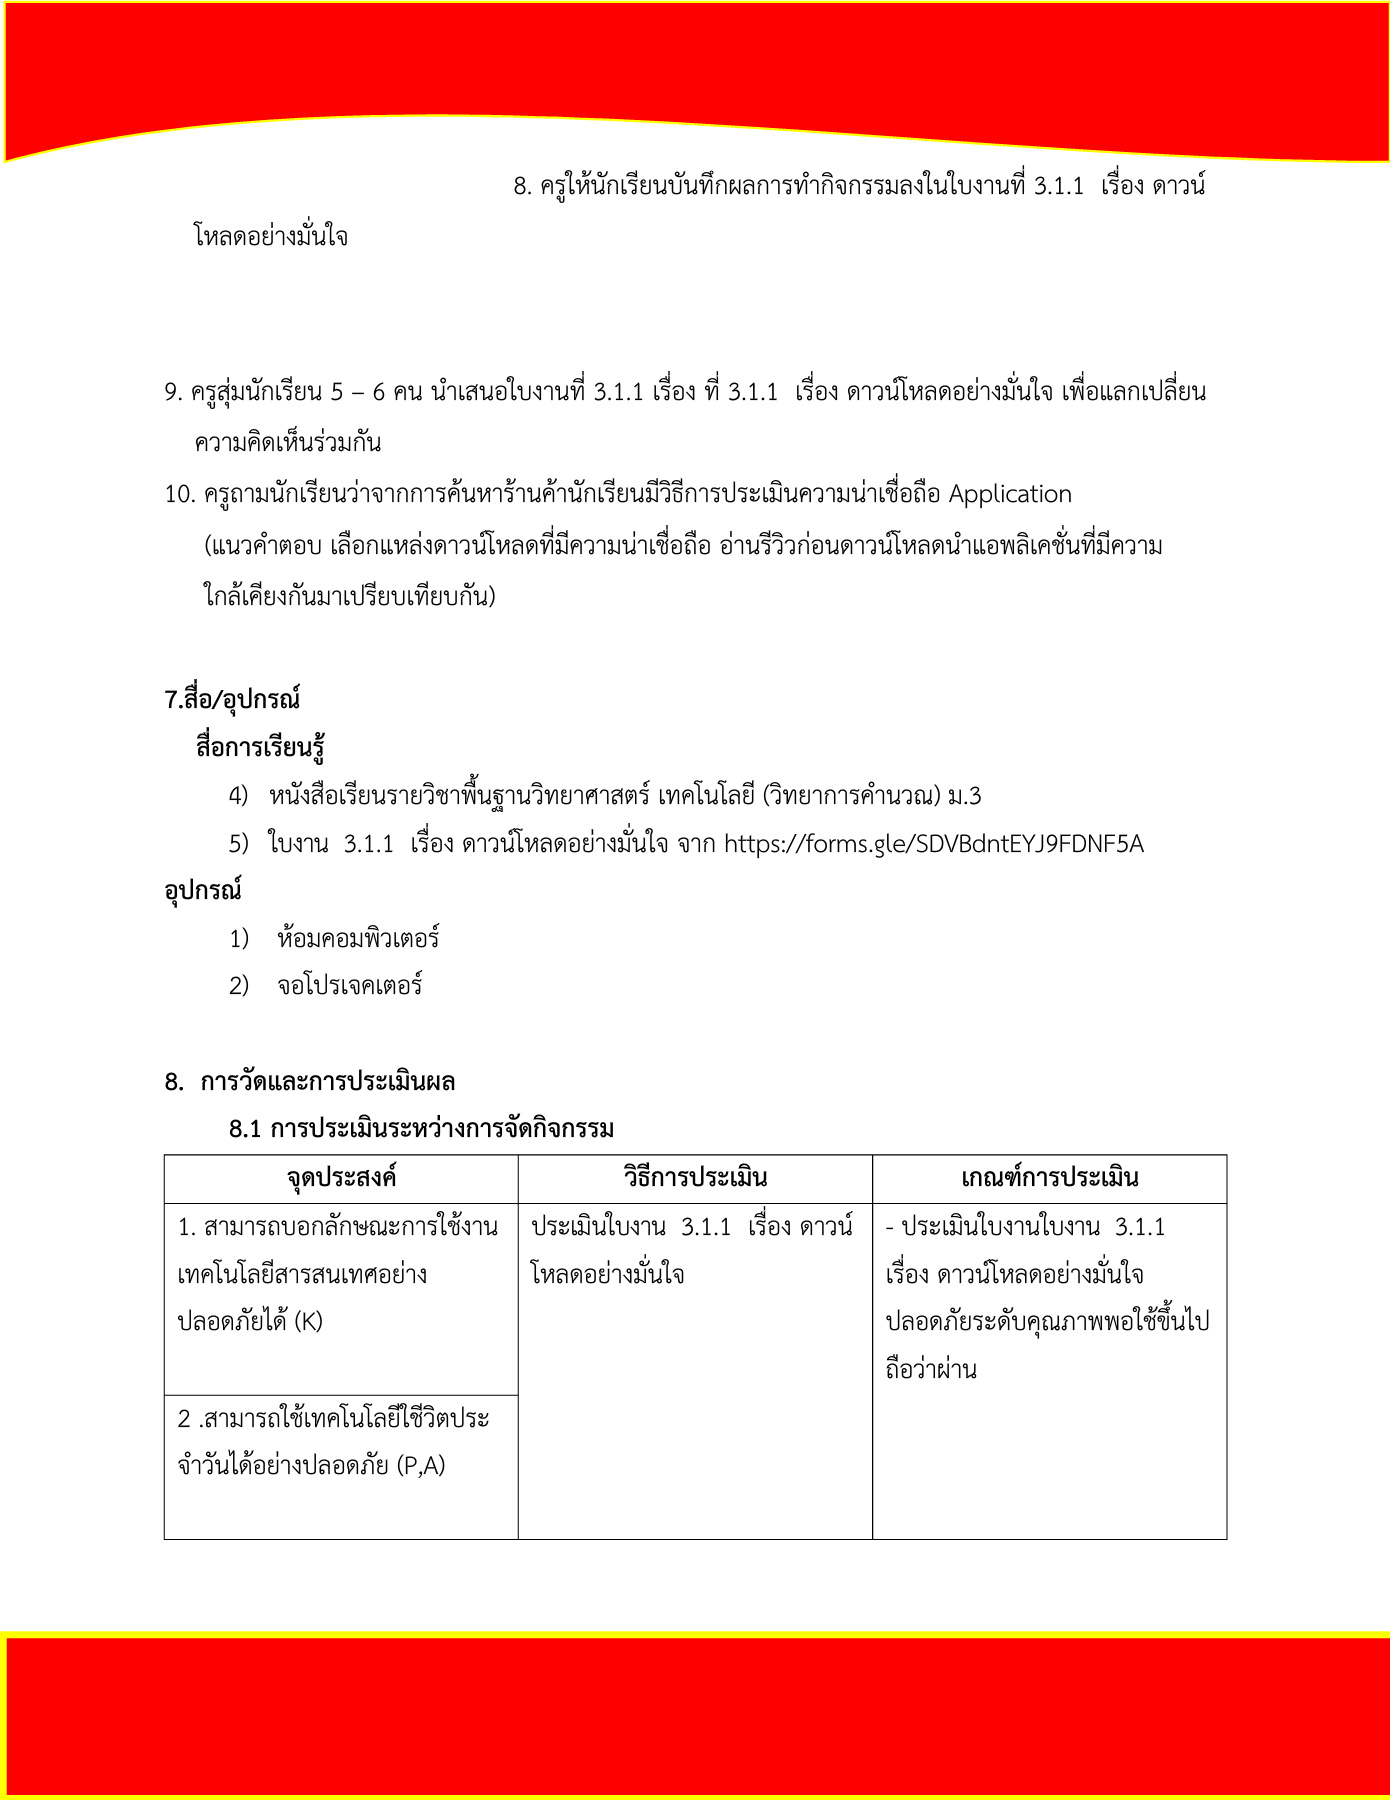 8. ครูให้นักเรียนบันทึกผลการทำกิจกรรมลงในใบงานที่ 3.1.1 เรื่อง ดาวน์
โหลดอย่างมั่นใจ
9. ครูสุ่มนักเรียน 5 – 6 คน นำเสนอใบงานที่ 3.1.1 เรื่อง ที่ 3.1.1 เรื่อง ดาวน์โหลดอย่างมั่นใจ เพื่อแลกเปลี่ยน
ความคิดเห็นร่วมกัน
10. ครูถามนักเรียนว่าจากการค้นหาร้านค้านักเรียนมีวิธีการประเมินความน่าเชื่อถือ Application
(แนวคำตอบ เลือกแหล่งดาวน์โหลดที่มีความน่าเชื่อถือ อ่านรีวิวก่อนดาวน์โหลดนำแอพลิเคชั่นที่มีความ
ใกล้เคียงกันมาเปรียบเทียบกัน)
7.สื่อ/อุปกรณ์
สื่อการเรียนรู้
4) หนังสือเรียนรายวิชาพื้นฐานวิทยาศาสตร์ เทคโนโลยี (วิทยาการคำนวณ) ม.3
5) ใบงาน 3.1.1 เรื่อง ดาวน์โหลดอย่างมั่นใจ จาก https://forms.gle/SDVBdntEYJ9FDNF5A
อุปกรณ์
1) ห้อมคอมพิวเตอร์
2) จอโปรเจคเตอร์
8. การวัดและการประเมินผล
8.1 การประเมินระหว่างการจัดกิจกรรม
จุดประสงค์ วิธีการประเมิน เกณฑ์การประเมิน
1. สามารถบอกลักษณะการใช้งาน
เทคโนโลยีสารสนเทศอย่าง
ปลอดภัยได้ (K)
ประเมินใบงาน 3.1.1 เรื่อง ดาวน์
โหลดอย่างมั่นใจ
- ประเมินใบงานใบงาน 3.1.1
เรื่อง ดาวน์โหลดอย่างมั่นใจ
ปลอดภัยระดับคุณภาพพอใช้ขึ้นไป
ถือว่าผ่าน
2 .สามารถใช้เทคโนโลยีใชีวิตประ
จำวันได้อย่างปลอดภัย (P,A)